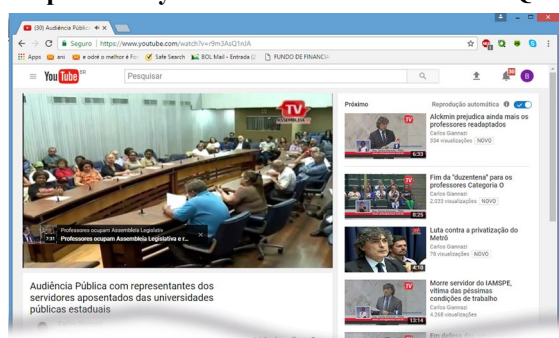 (30) Audiência Pública
Seguro | https://www.youtube.com/watch?v=r9m3AsQ1nJA
Apps
BOL Mail - Entrada (2
Safe Search
FUNDO DE FINANCI
YouTube BR
Pesquisar
TV
ASSEMBLEIA
Professores ocupam Assembleia Legislativ
7:31
Professores ocupam Assembleia Legislativa e r...
Audiência Pública com representantes dos
servidores aposentados das universidades
públicas estaduais
Próximo
Reprodução automática
Alckmin prejudica ainda mais os
professores readaptados
Carlos Giannazi
334 visualizações NOVO
6:33
Fim da "duzentena" para os
professores Categoria O
Carlos Giannazi
2.033 visualizações
8:25
Luta contra a privatização do
Metrô
Carlos Giannazi
78 visualizações NOVO
4:10
Morre servidor do IAMSPE,
vítima das péssimas
condições de trabalho
Carlos Giannazi
4.268 visualizações
13:14